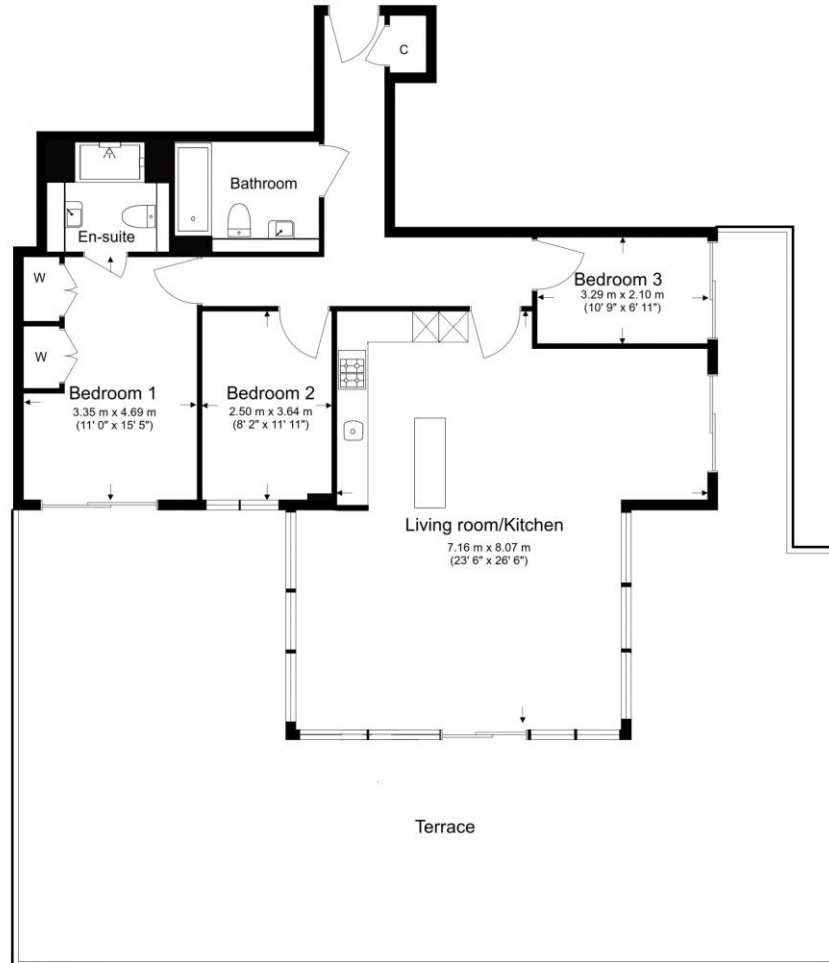 C
Bathroom
En-suite
W
W
Bedroom 3
3.29 m x 2.10 m
(10' 9" x 6' 11")
Bedroom 1
3.35 m x 4.69 m
(11' 0" x 15' 5")
Bedroom 2
2.50 m x 3.64 m
(8' 2" x 11' 11")
Living room/Kitchen
7.16 m x 8.07 m
(23' 6" x 26' 6")
Terrace